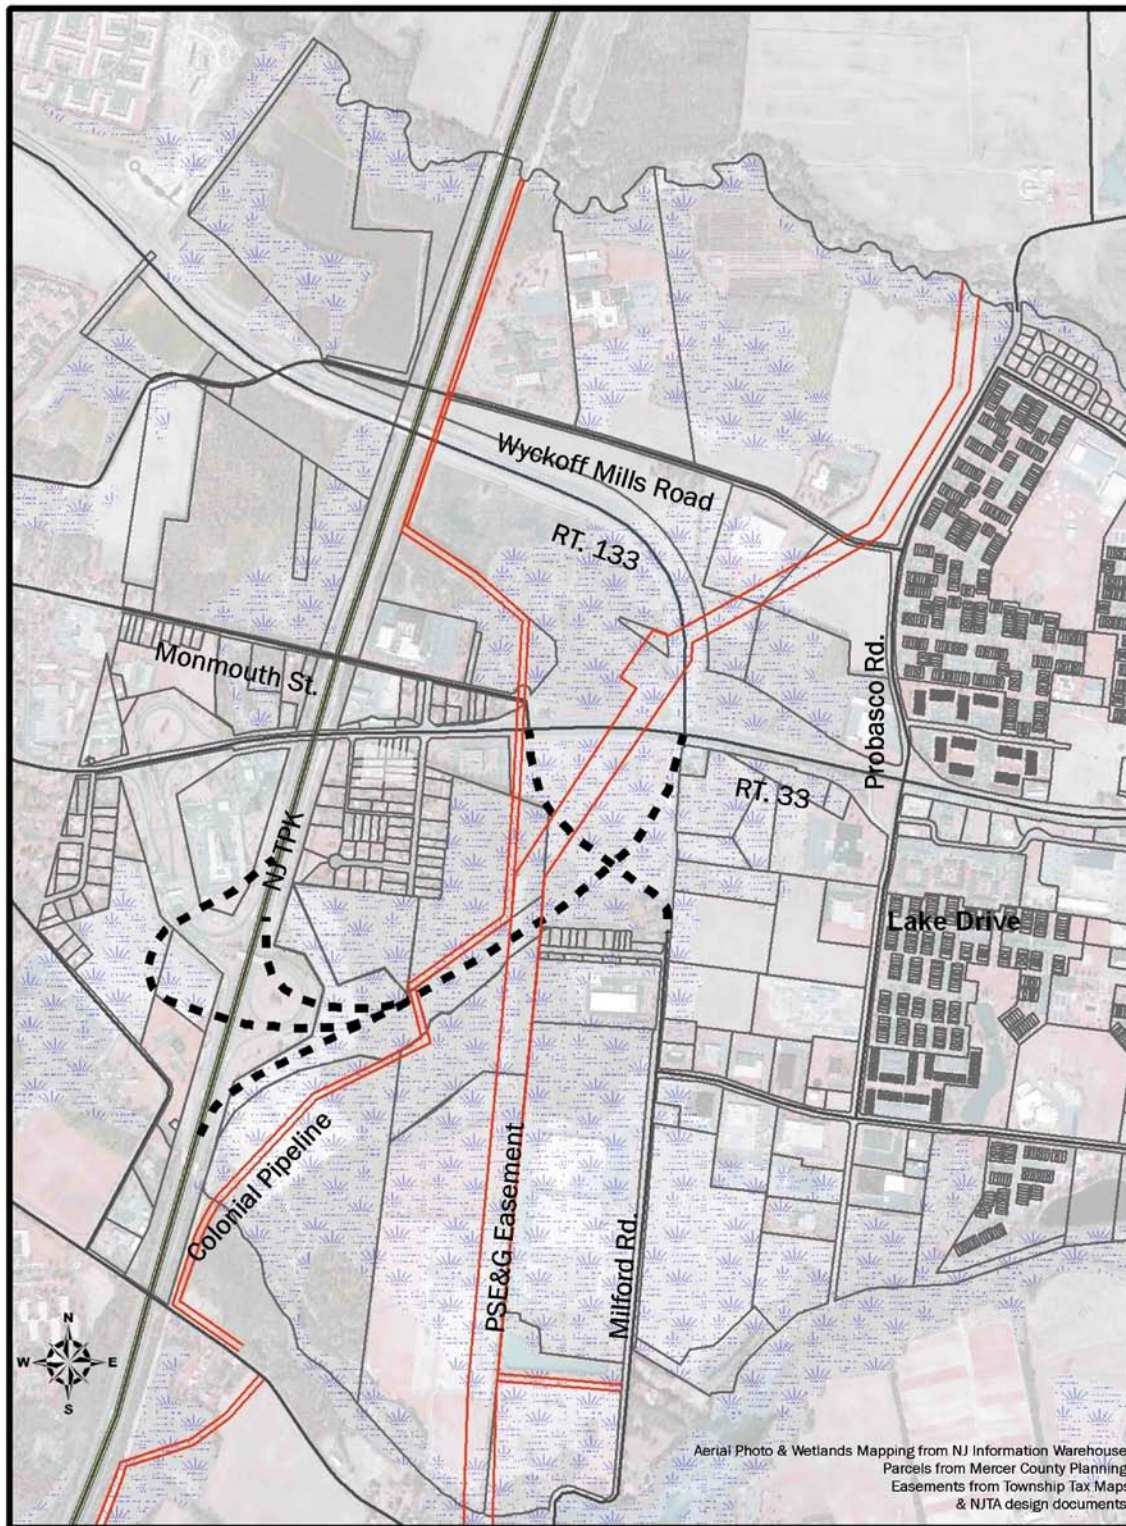 Wyckoff Mills Road
RT. 133
Monmouth St.
Probasco Rd.
RT. 33
NJ TPK
Lake Drive
Colonial Pipeline
PSE&G Easement
Milford Rd.
N
W E
S
Aerial Photo & Wetlands Mapping from NJ Information Warehouse
Parcels from Mercer County Planning
Easements from Township Tax Maps
& NJTA design documents